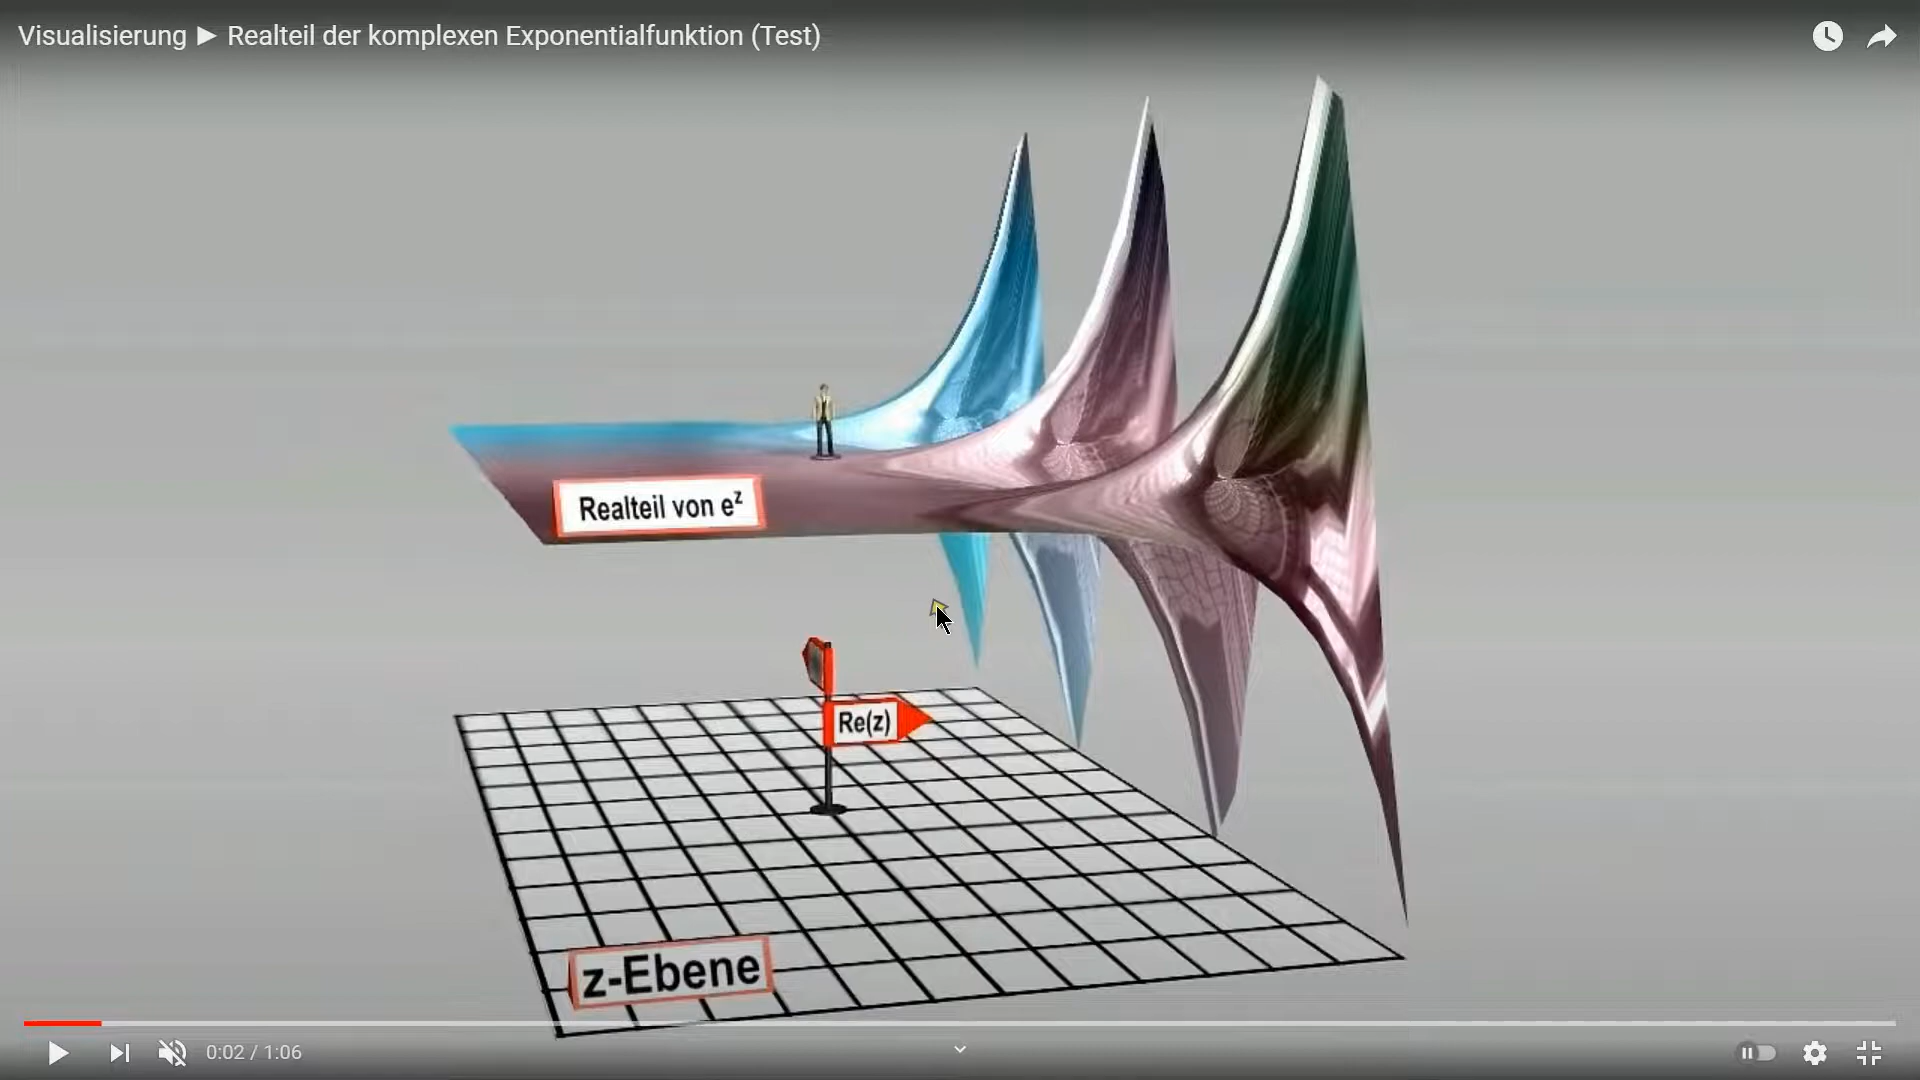 Visualisierung ► Realteil der komplexen Exponentialfunktion (Test)
Realteil von e^z
Re(z)
z-Ebene
0:02 / 1:06